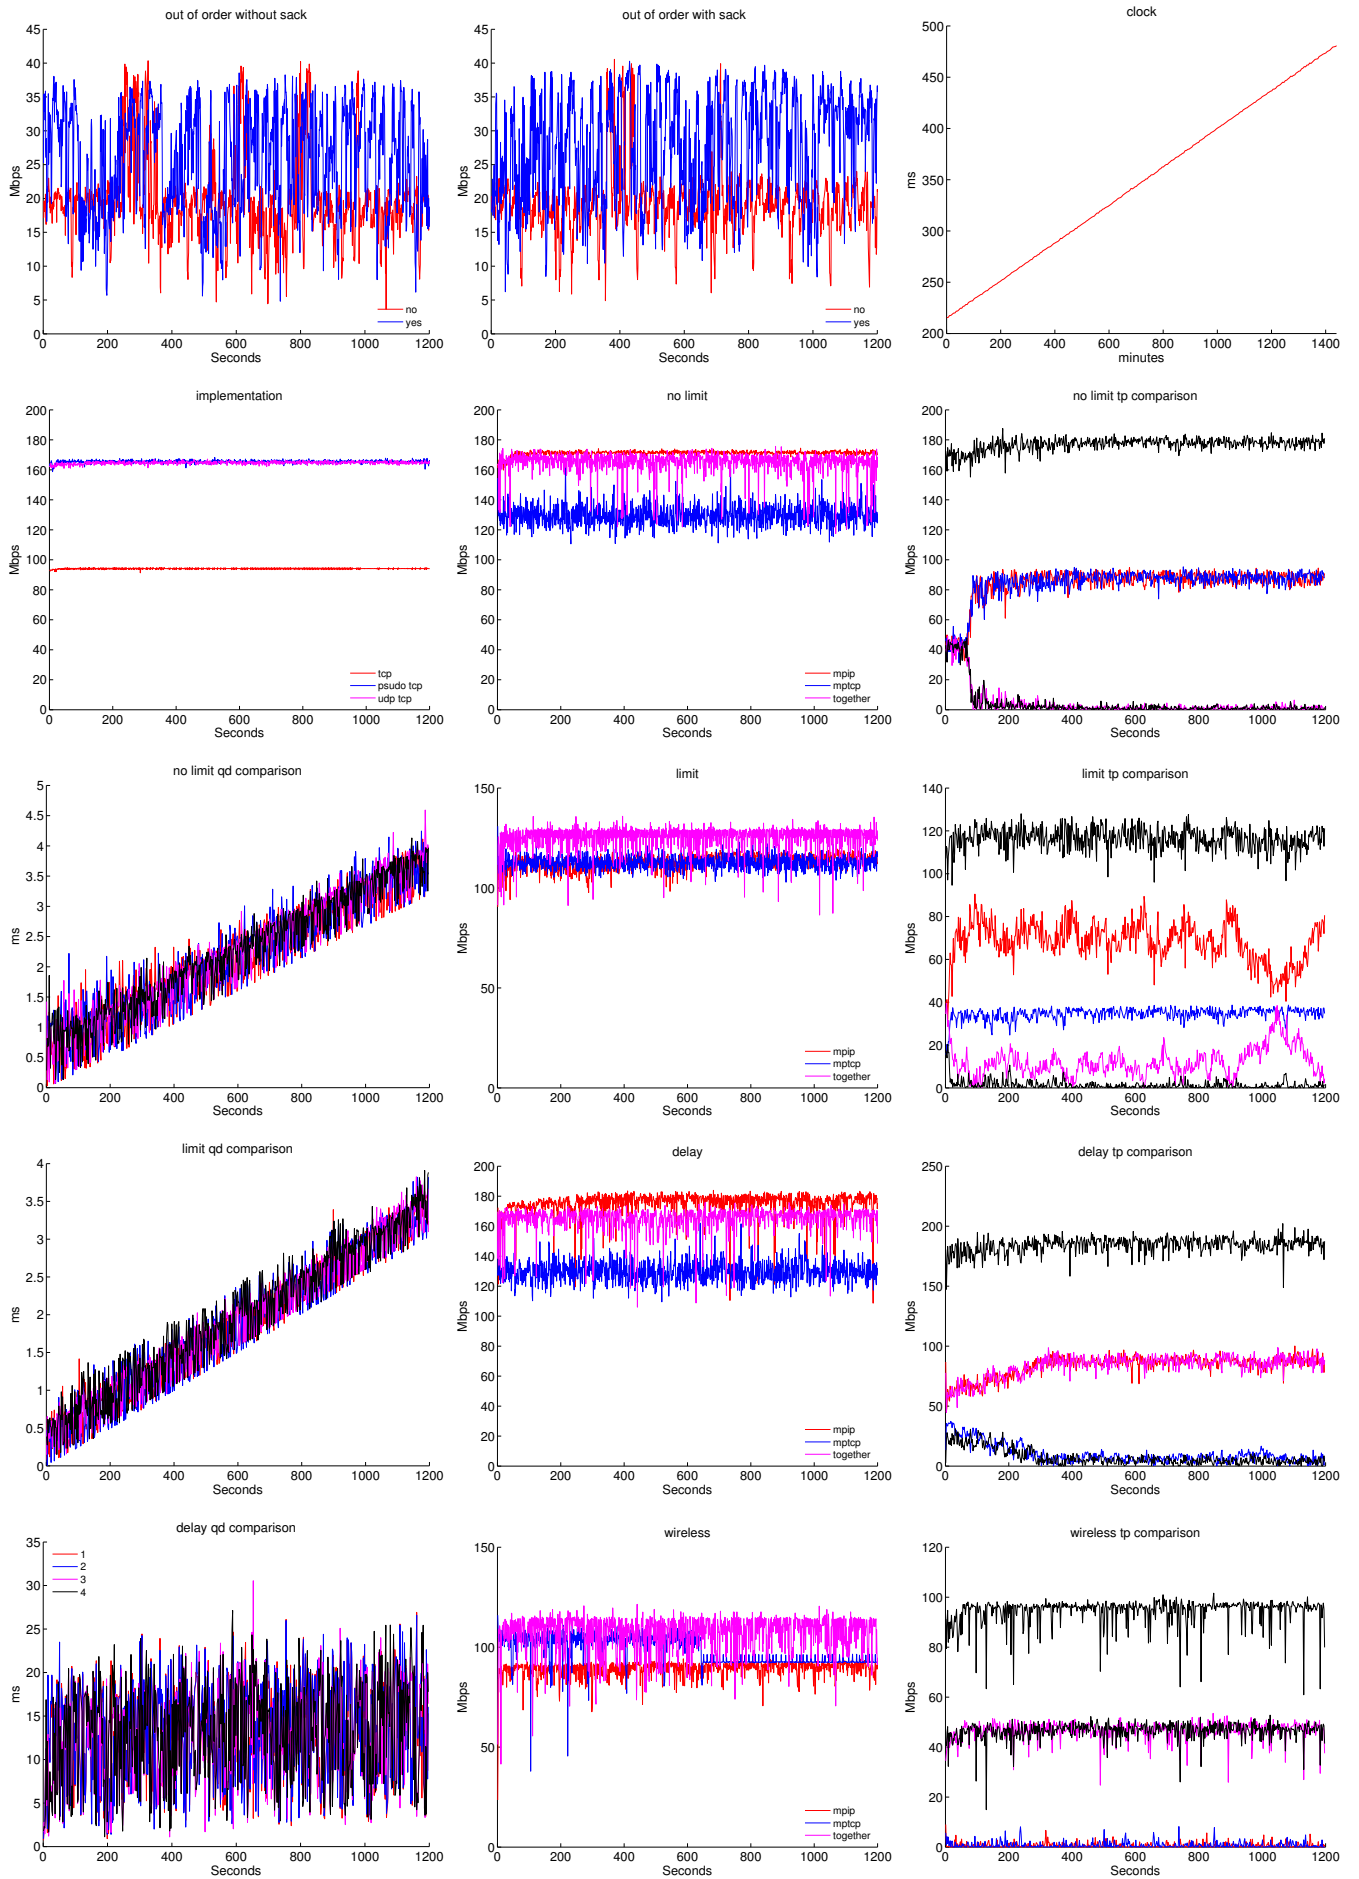 out of order without sack
45
40
35
30
25
20
15
10
5
0
Mbps
0 200 400 600 800 1000 1200
Seconds
no
yes
out of order with sack
45
40
35
30
25
20
15
10
5
0
Mbps
0 200 400 600 800 1000 1200
Seconds
no
yes
clock
500
450
400
350
300
250
200
ms
0 200 400 600 800 1000 1200 1400
minutes
implementation
200
180
160
140
120
100
80
60
40
20
0
Mbps
0 200 400 600 800 1000 1200
Seconds
tcp
psudo tcp
udp tcp
no limit
200
180
160
140
120
100
80
60
40
20
0
Mbps
0 200 400 600 800 1000 1200
Seconds
mpip
mptcp
together
no limit tp comparison
200
180
160
140
120
100
80
60
40
20
0
Mbps
0 200 400 600 800 1000 1200
Seconds
no limit qd comparison
5
4.5
4
3.5
3
2.5
2
1.5
1
0.5
0
ms
0 200 400 600 800 1000 1200
Seconds
limit
150
100
50
0
Mbps
0 200 400 600 800 1000 1200
Seconds
mpip
mptcp
together
limit tp comparison
140
120
100
80
60
40
20
0
Mbps
0 200 400 600 800 1000 1200
Seconds
limit qd comparison
4
3.5
3
2.5
2
1.5
1
0.5
0
ms
0 200 400 600 800 1000 1200
Seconds
delay
200
180
160
140
120
100
80
60
40
20
0
Mbps
0 200 400 600 800 1000 1200
Seconds
mpip
mptcp
together
delay tp comparison
250
200
150
100
50
0
Mbps
0 200 400 600 800 1000 1200
Seconds
delay qd comparison
35
30
25
20
15
10
5
0
ms
0 200 400 600 800 1000 1200
Seconds
1
2
3
4
wireless
150
100
50
0
Mbps
0 200 400 600 800 1000 1200
Seconds
mpip
mptcp
together
wireless tp comparison
120
100
80
60
40
20
0
Mbps
0 200 400 600 800 1000 1200
Seconds